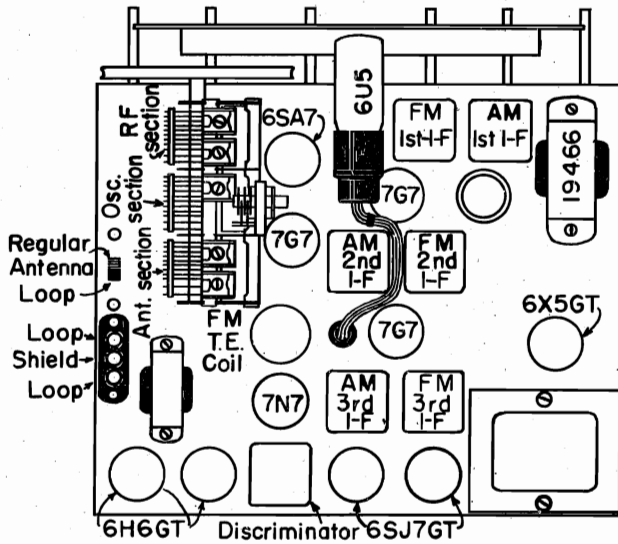 6U5
RF
section
6SA7
FM
1st I-F
AM
1st I-F
19466
Osc.
section
7G7
7G7
Regular
Antenna
Loop
Ant. section
AM
2nd
I-F
FM
2nd
I-F
Loop
Shield
Loop
FM
T.E.
Coil
7G7
6X5GT
7N7
AM
3rd
I-F
FM
3rd
I-F
6H6GT
Discriminator
6SJ7GT